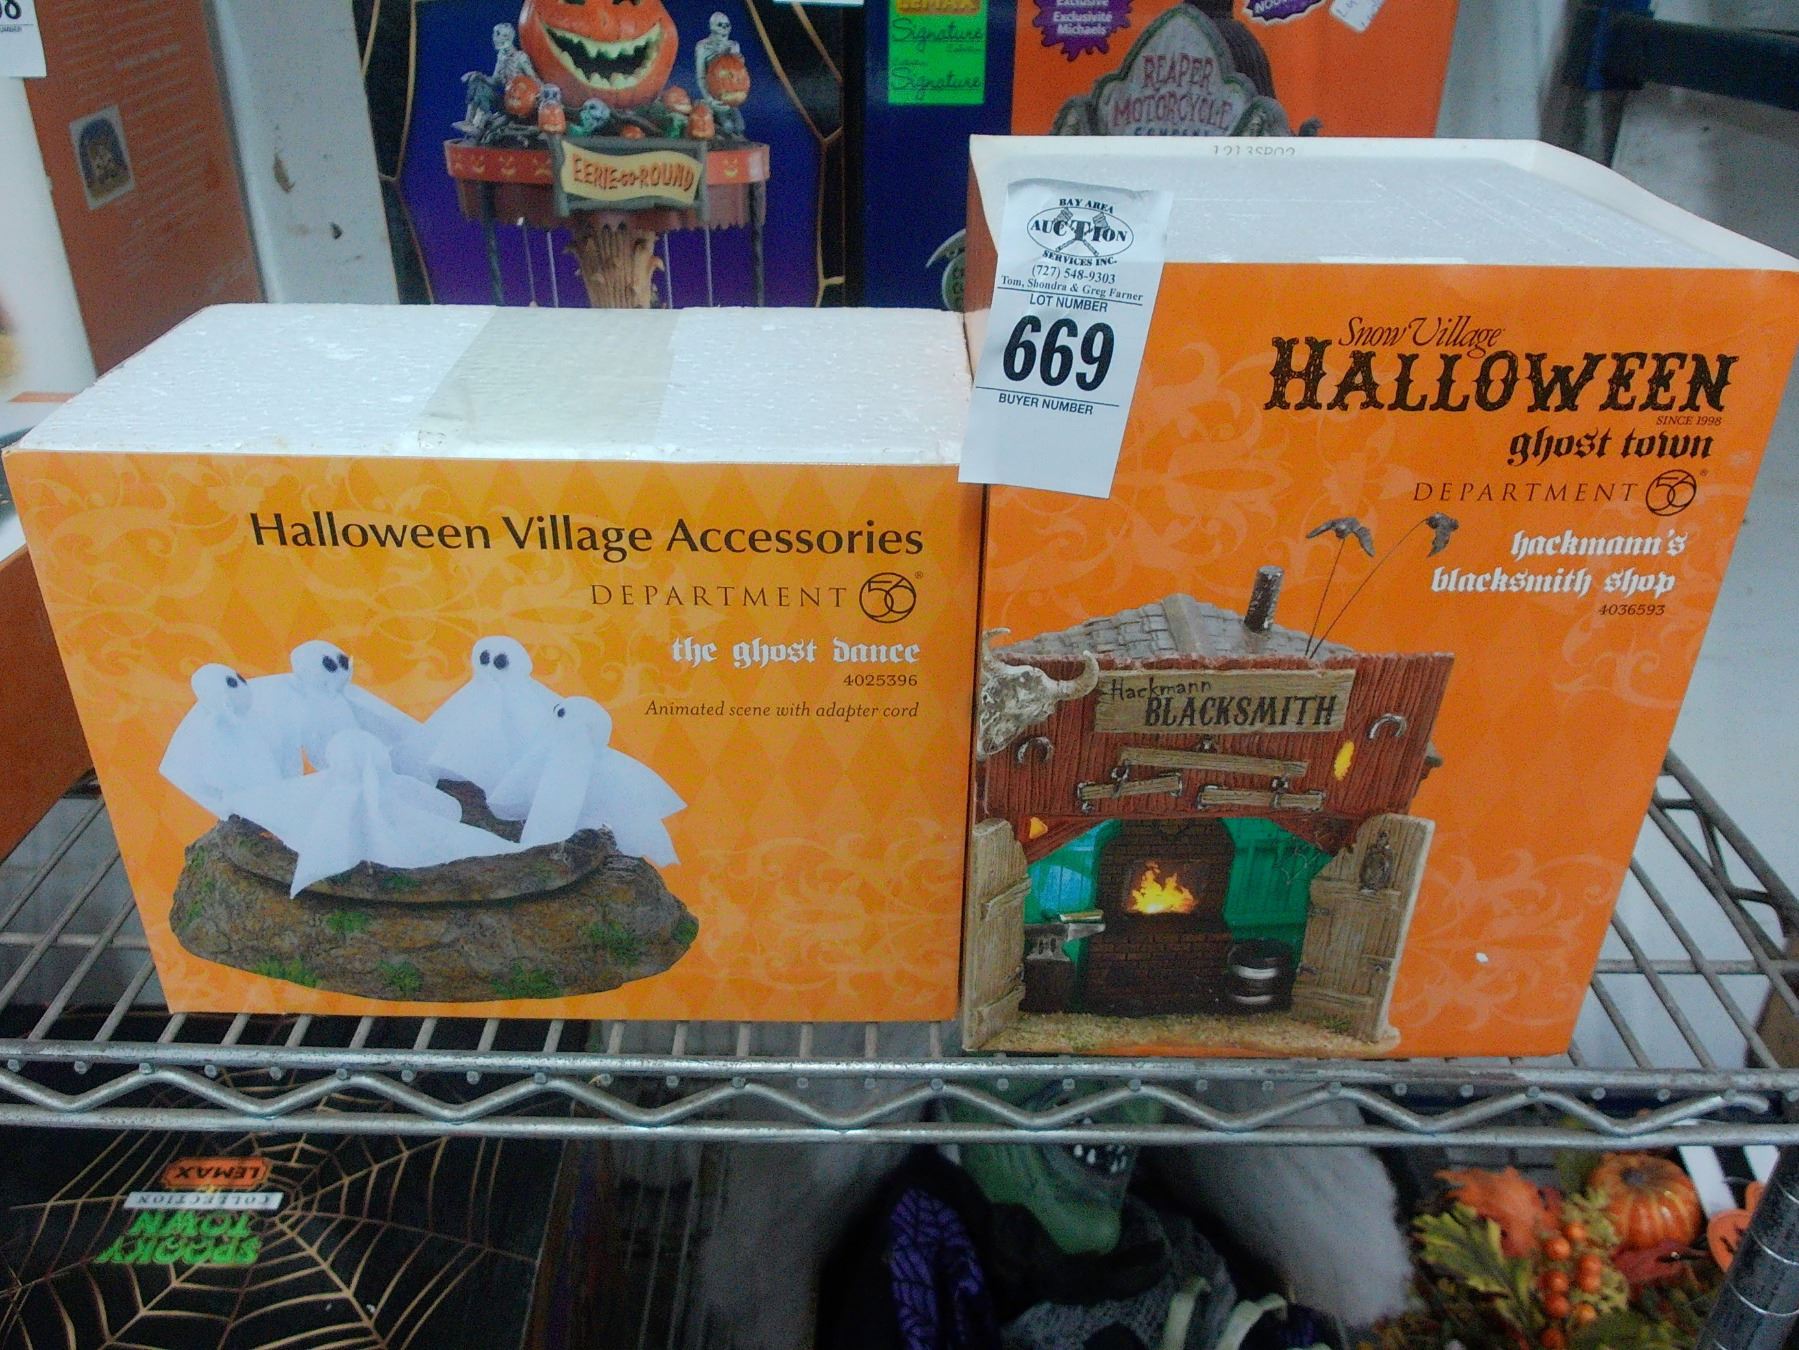 LEMAX
Signature
Signature
Exclusive
Exclusivité
Michaels
REAPER
MOTORCYCLE
COMPANY
EERIE-GO-ROUND
BAY AREA
AUCTION
SERVICES INC.
(727) 548-9303
Tom, Shondra & Greg Farner
LOT NUMBER
669
BUYER NUMBER
Snow Village
HALLOWEEN
SINCE 1998
ghost town
DEPARTMENT 56®
hackmann's
blacksmith shop
4036593
Hackmann
BLACKSMITH
Halloween Village Accessories
DEPARTMENT 56®
the ghost dance
4025396
Animated scene with adapter cord
LEMAX
COLLECTION
SPOOKY
TOWN